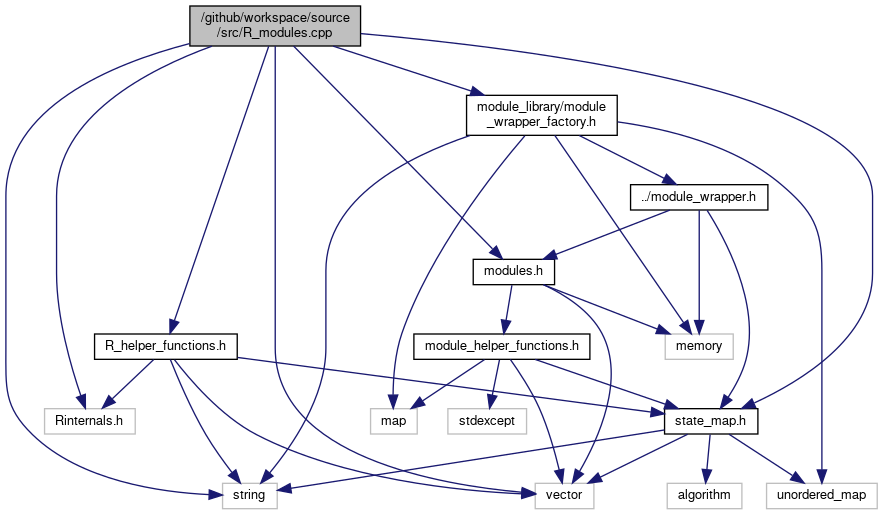 /github/workspace/source
/src/R_modules.cpp
module_library/module
_wrapper_factory.h
../module_wrapper.h
modules.h
R_helper_functions.h
module_helper_functions.h
memory
Rinternals.h
map
stdexcept
state_map.h
string
vector
algorithm
unordered_map